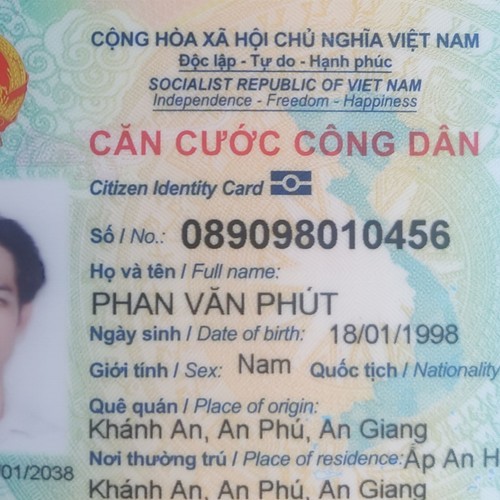 CỘNG HÒA XÃ HỘI CHỦ NGHĨA VIỆT NAM
Độc lập - Tự do - Hạnh phúc
SOCIALIST REPUBLIC OF VIET NAM
Independence - Freedom - Happiness
CĂN CƯỚC CÔNG DÂN
Citizen Identity Card
Số / No.: 089098010456
Họ và tên / Full name:
PHAN VĂN PHÚT
Ngày sinh / Date of birth: 18/01/1998
Giới tính / Sex: Nam Quốc tịch / Nationality
Quê quán / Place of origin:
Khánh An, An Phú, An Giang
Nơi thường trú / Place of residence: Ấp An H
/01/2038
Khánh An, An Phú, An Giang